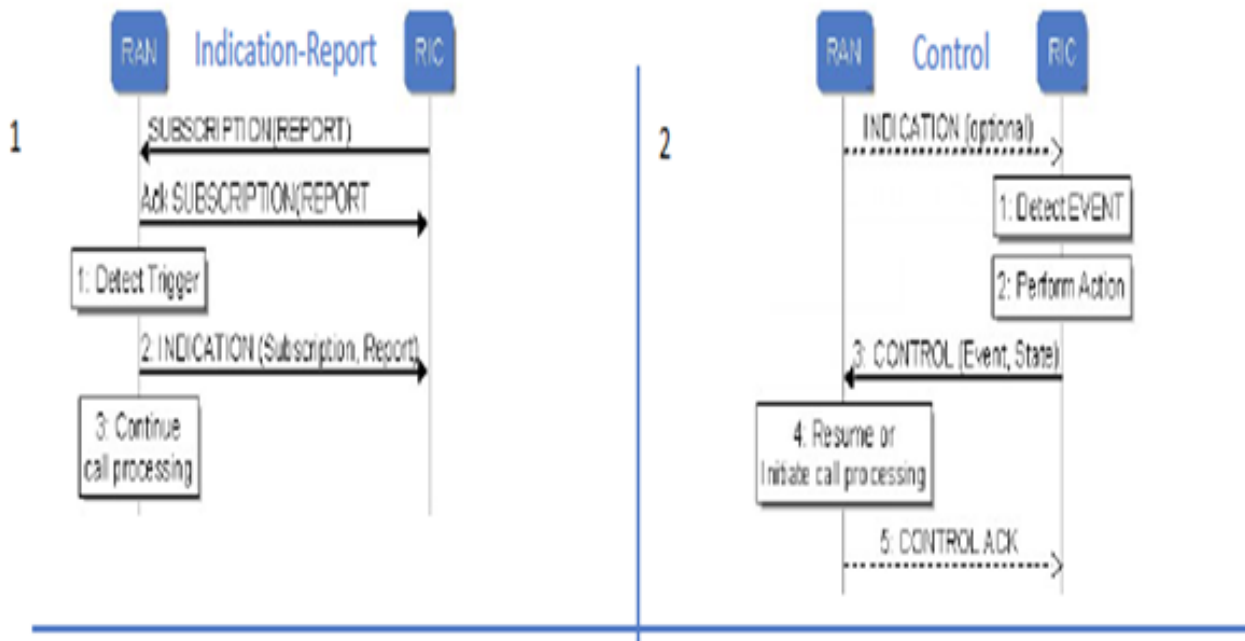 RAN Indication-Report RIC
1
SUBSCRIPTION(REPORT)
Ack SUBSCRIPTION(REPORT
1: Detect Trigger
2: INDICATION (Subscription, Report)
3: Continue
call processing
RAN Control RIC
2
INDICATION (optional)
1: Detect EVENT
2: Perform Action
3: CONTROL (Event, State)
4: Resume or
Initiate call processing
5: CONTROL ACK